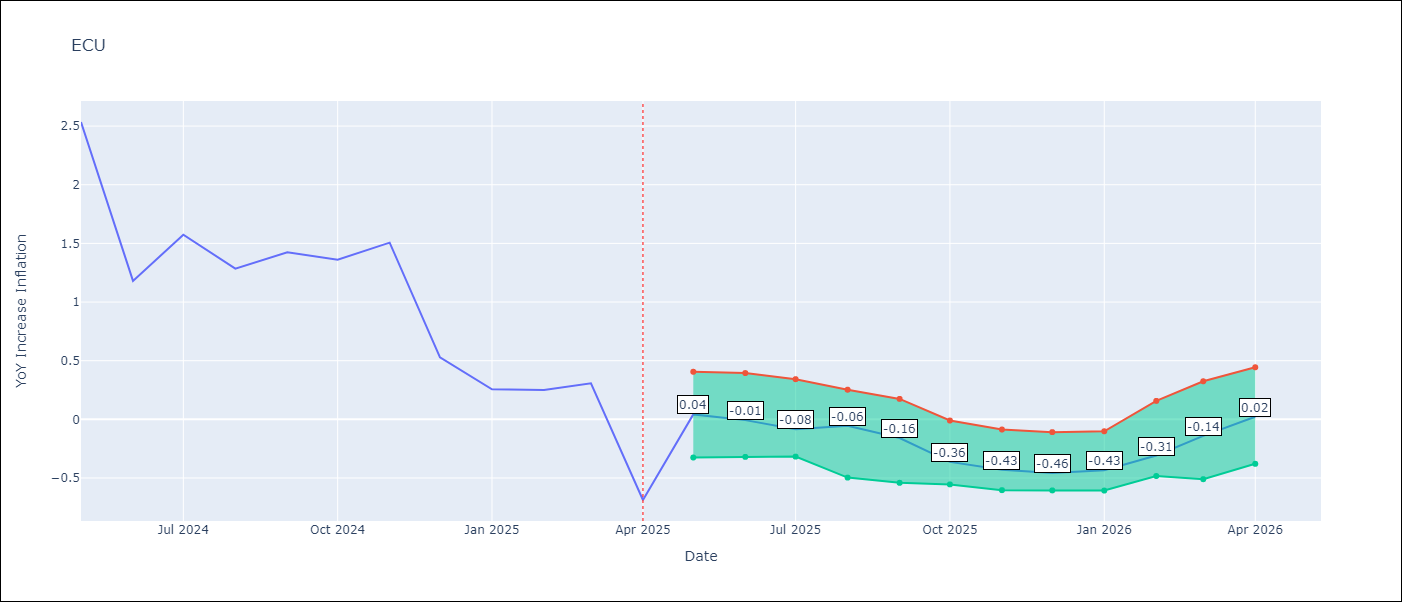 ECU
YoY Increase Inflation
2.5
2
1.5
1
0.5
0
−0.5
0.04
-0.01
-0.08
-0.06
-0.16
-0.36
-0.43
-0.46
-0.43
-0.31
-0.14
0.02
Jul 2024
Oct 2024
Jan 2025
Apr 2025
Jul 2025
Oct 2025
Jan 2026
Apr 2026
Date